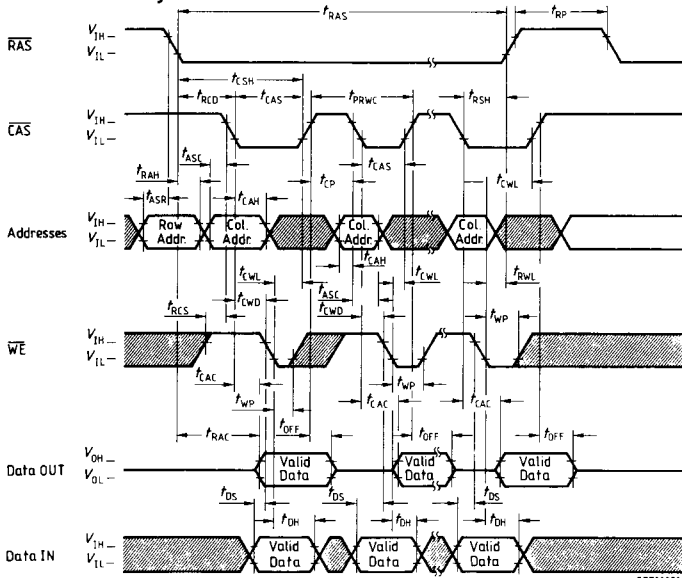 tRAS
tRP
RAS
VIH
VIL
tCSH
tRCD
tCAS
tPRWC
tRSH
CAS
VIH
VIL
tRAH
tASC
tCAS
tASR
tCAH
tCP
tCWL
Addresses
VIH
VIL
Row Addr.
Col. Addr.
Col. Addr.
Col. Addr.
tCAH
tCWL
tASC
tCWL
tRWL
tRCS
tCWD
tCWD
tWP
WE
VIH
VIL
tCAC
tWP
tOFF
tWP
tCAC
tCAC
tRAC
tOFF
tOFF
Data OUT
VOH
VOL
Valid Data
Valid Data
Valid Data
tDS
tDS
tDS
tDH
tDH
tDH
Data IN
VIH
VIL
Valid Data
Valid Data
Valid Data